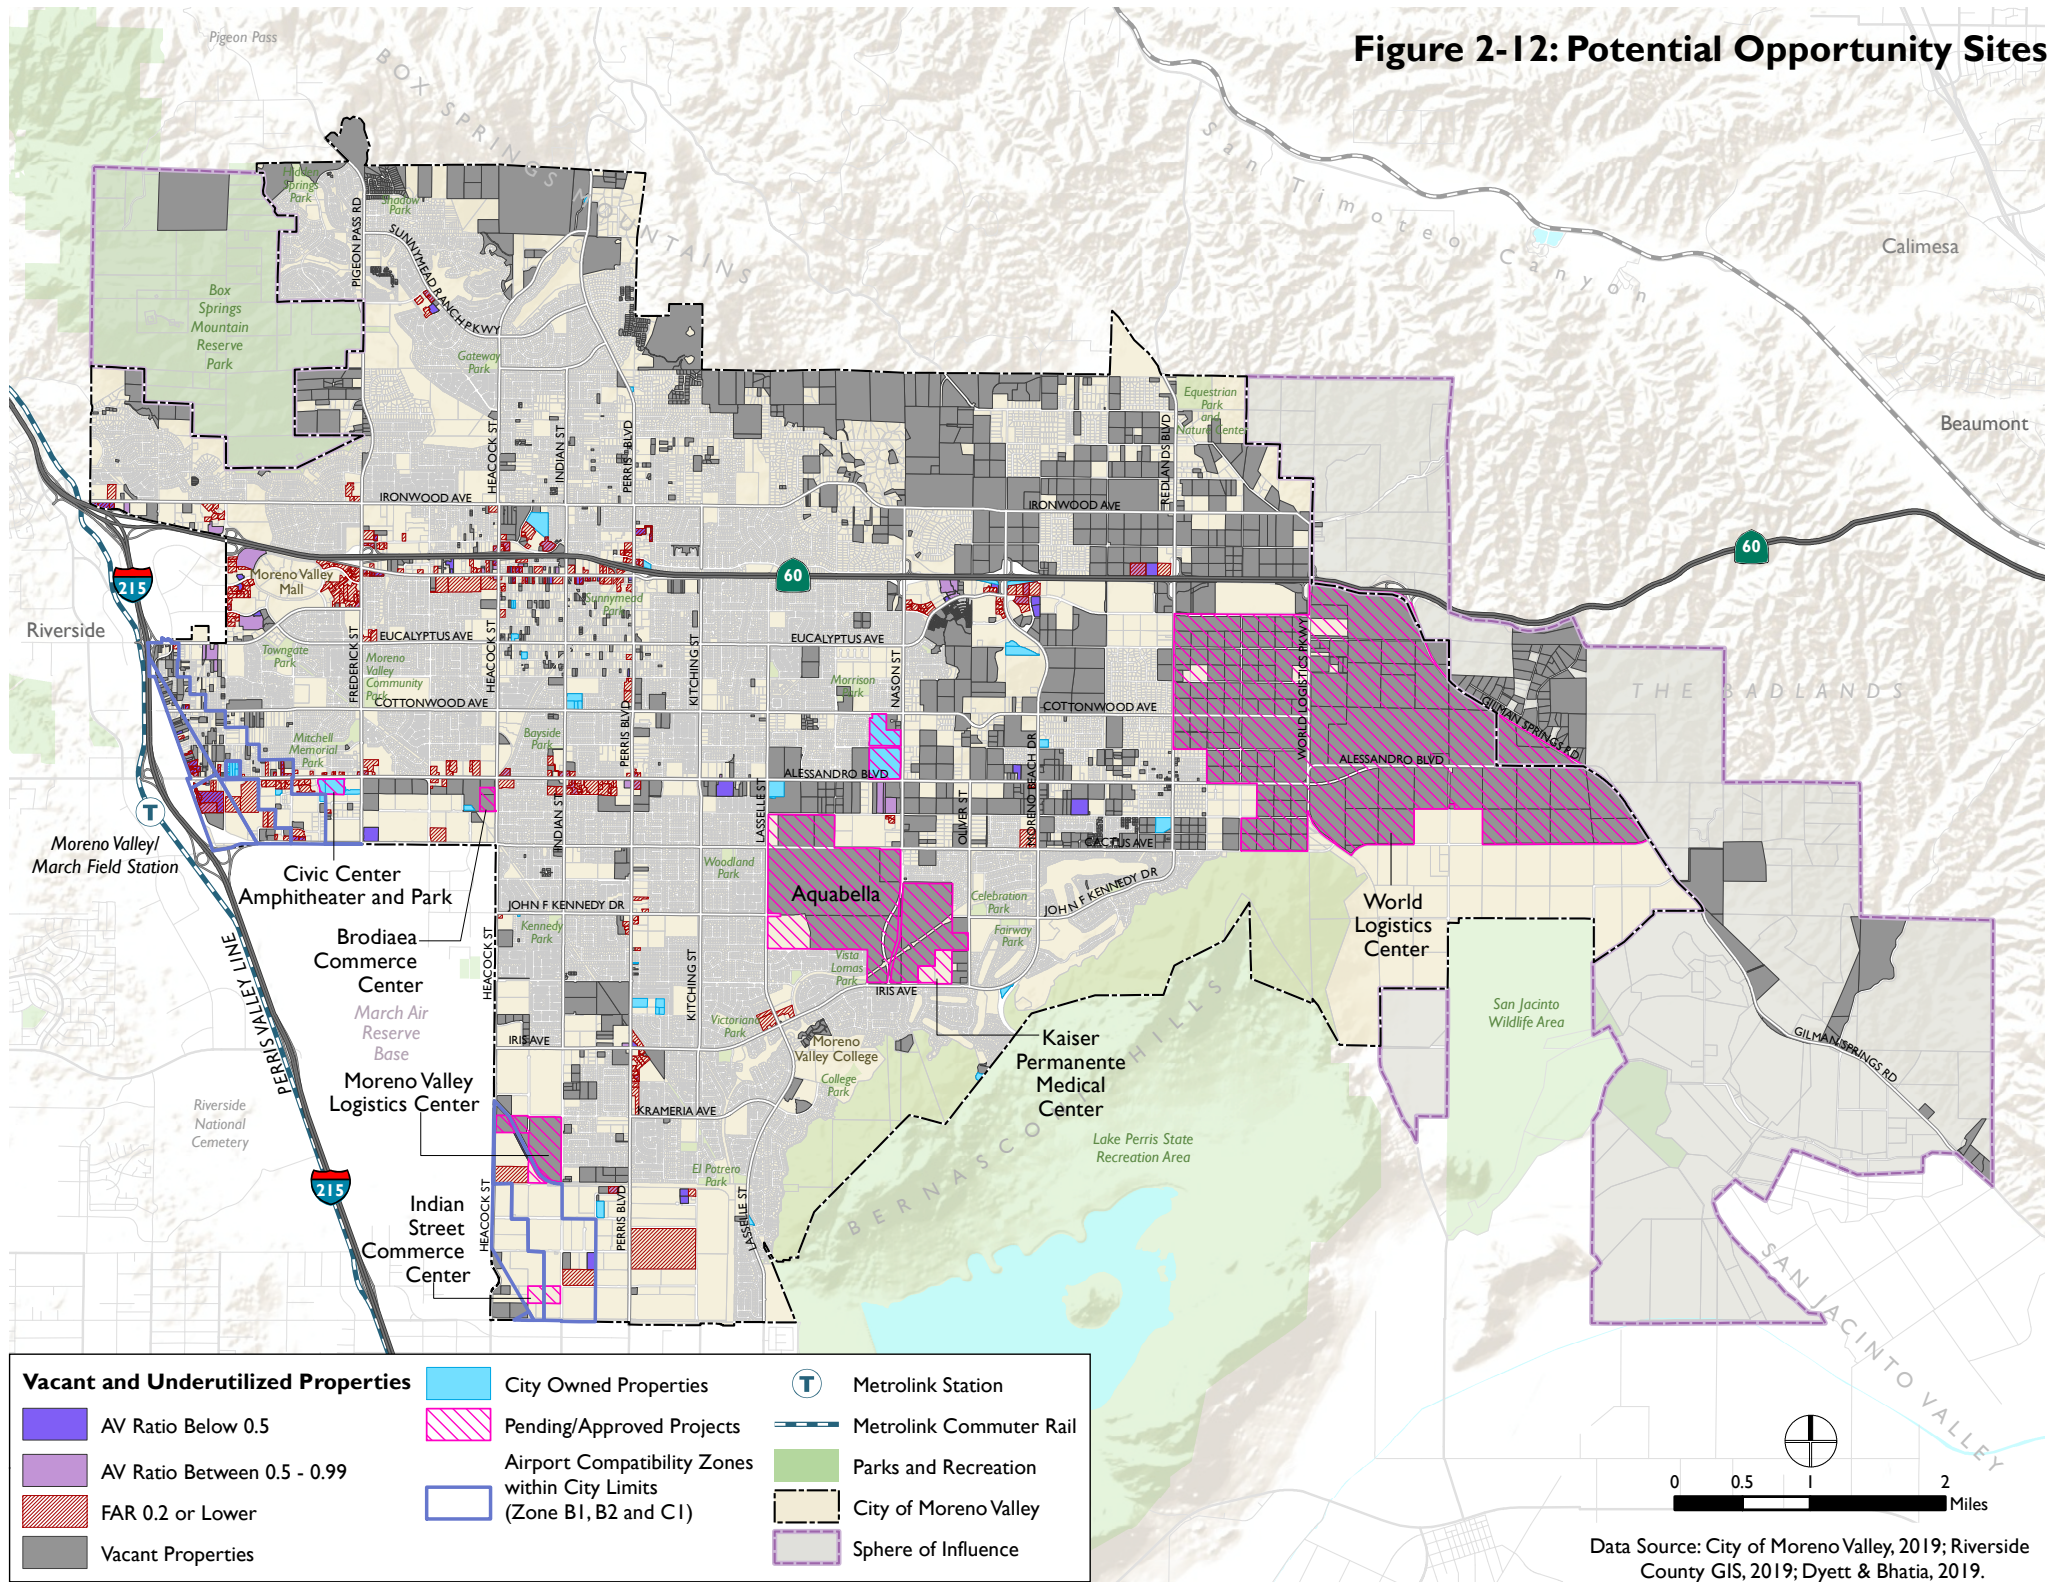 Figure 2-12: Potential Opportunity Sites
Pigeon Pass
BOX SPRINGS MOUNTAINS
San Timoteo Canyon
Calimesa
Beaumont
Hidden
Springs
Park
Shadow
Park
PIGEON PASS RD
SUNNYMEAD RANCH PKWY
Box
Springs
Mountain
Reserve
Park
Gateway
Park
Equestrian
Park
and
Nature Center
HEACOCK ST
INDIAN ST
PERRIS BLVD
REDLANDS BLVD
IRONWOOD AVE
IRONWOOD AVE
60
60
215
Moreno Valley
Mall
Sunnymead
Park
Riverside
EUCALYPTUS AVE
EUCALYPTUS AVE
Towngate
Park
FREDERICK ST
Moreno
Valley
Community
Park
HEACOCK ST
KITCHING ST
NASON ST
Morrison
Park
WORLD LOGISTICS PKWY
THE BADLANDS
GILMAN SPRINGS RD
COTTONWOOD AVE
COTTONWOOD AVE
Mitchell
Memorial
Park
Bayside
Park
PERRIS BLVD
MORENO BEACH DR
ALESSANDRO BLVD
ALESSANDRO BLVD
T
Moreno Valley/
March Field Station
INDIAN ST
LASSELLE ST
OLIVER ST
CACTUS AVE
Civic Center
Amphitheater and Park
Woodland
Park
Aquabella
Celebration
Park
JOHN F KENNEDY DR
JOHN F KENNEDY DR
World
Logistics
Center
Brodiaea
Commerce
Center
Kennedy
Park
Fairway
Park
HEACOCK ST
KITCHING ST
Vista
Lomas
Park
IRIS AVE
PERRIS VALLEY LINE
March Air
Reserve
Base
Victoriano
Park
San Jacinto
Wildlife Area
IRIS AVE
Moreno
Valley College
Kaiser
Permanente
Medical
Center
GILMAN SPRINGS RD
College
Park
Moreno Valley
Logistics Center
KRAMERIA AVE
Riverside
National
Cemetery
BERNASCONI HILLS
Lake Perris State
Recreation Area
El Potrero
Park
215
HEACOCK ST
PERRIS BLVD
LASSELLE ST
Indian
Street
Commerce
Center
SAN JACINTO VALLEY
Vacant and Underutilized Properties
AV Ratio Below 0.5
AV Ratio Between 0.5 - 0.99
FAR 0.2 or Lower
Vacant Properties
City Owned Properties
Pending/Approved Projects
Airport Compatibility Zones
within City Limits
(Zone B1, B2 and C1)
T
Metrolink Station
Metrolink Commuter Rail
Parks and Recreation
City of Moreno Valley
Sphere of Influence
0 0.5 1 2
Miles
Data Source: City of Moreno Valley, 2019; Riverside
County GIS, 2019; Dyett & Bhatia, 2019.